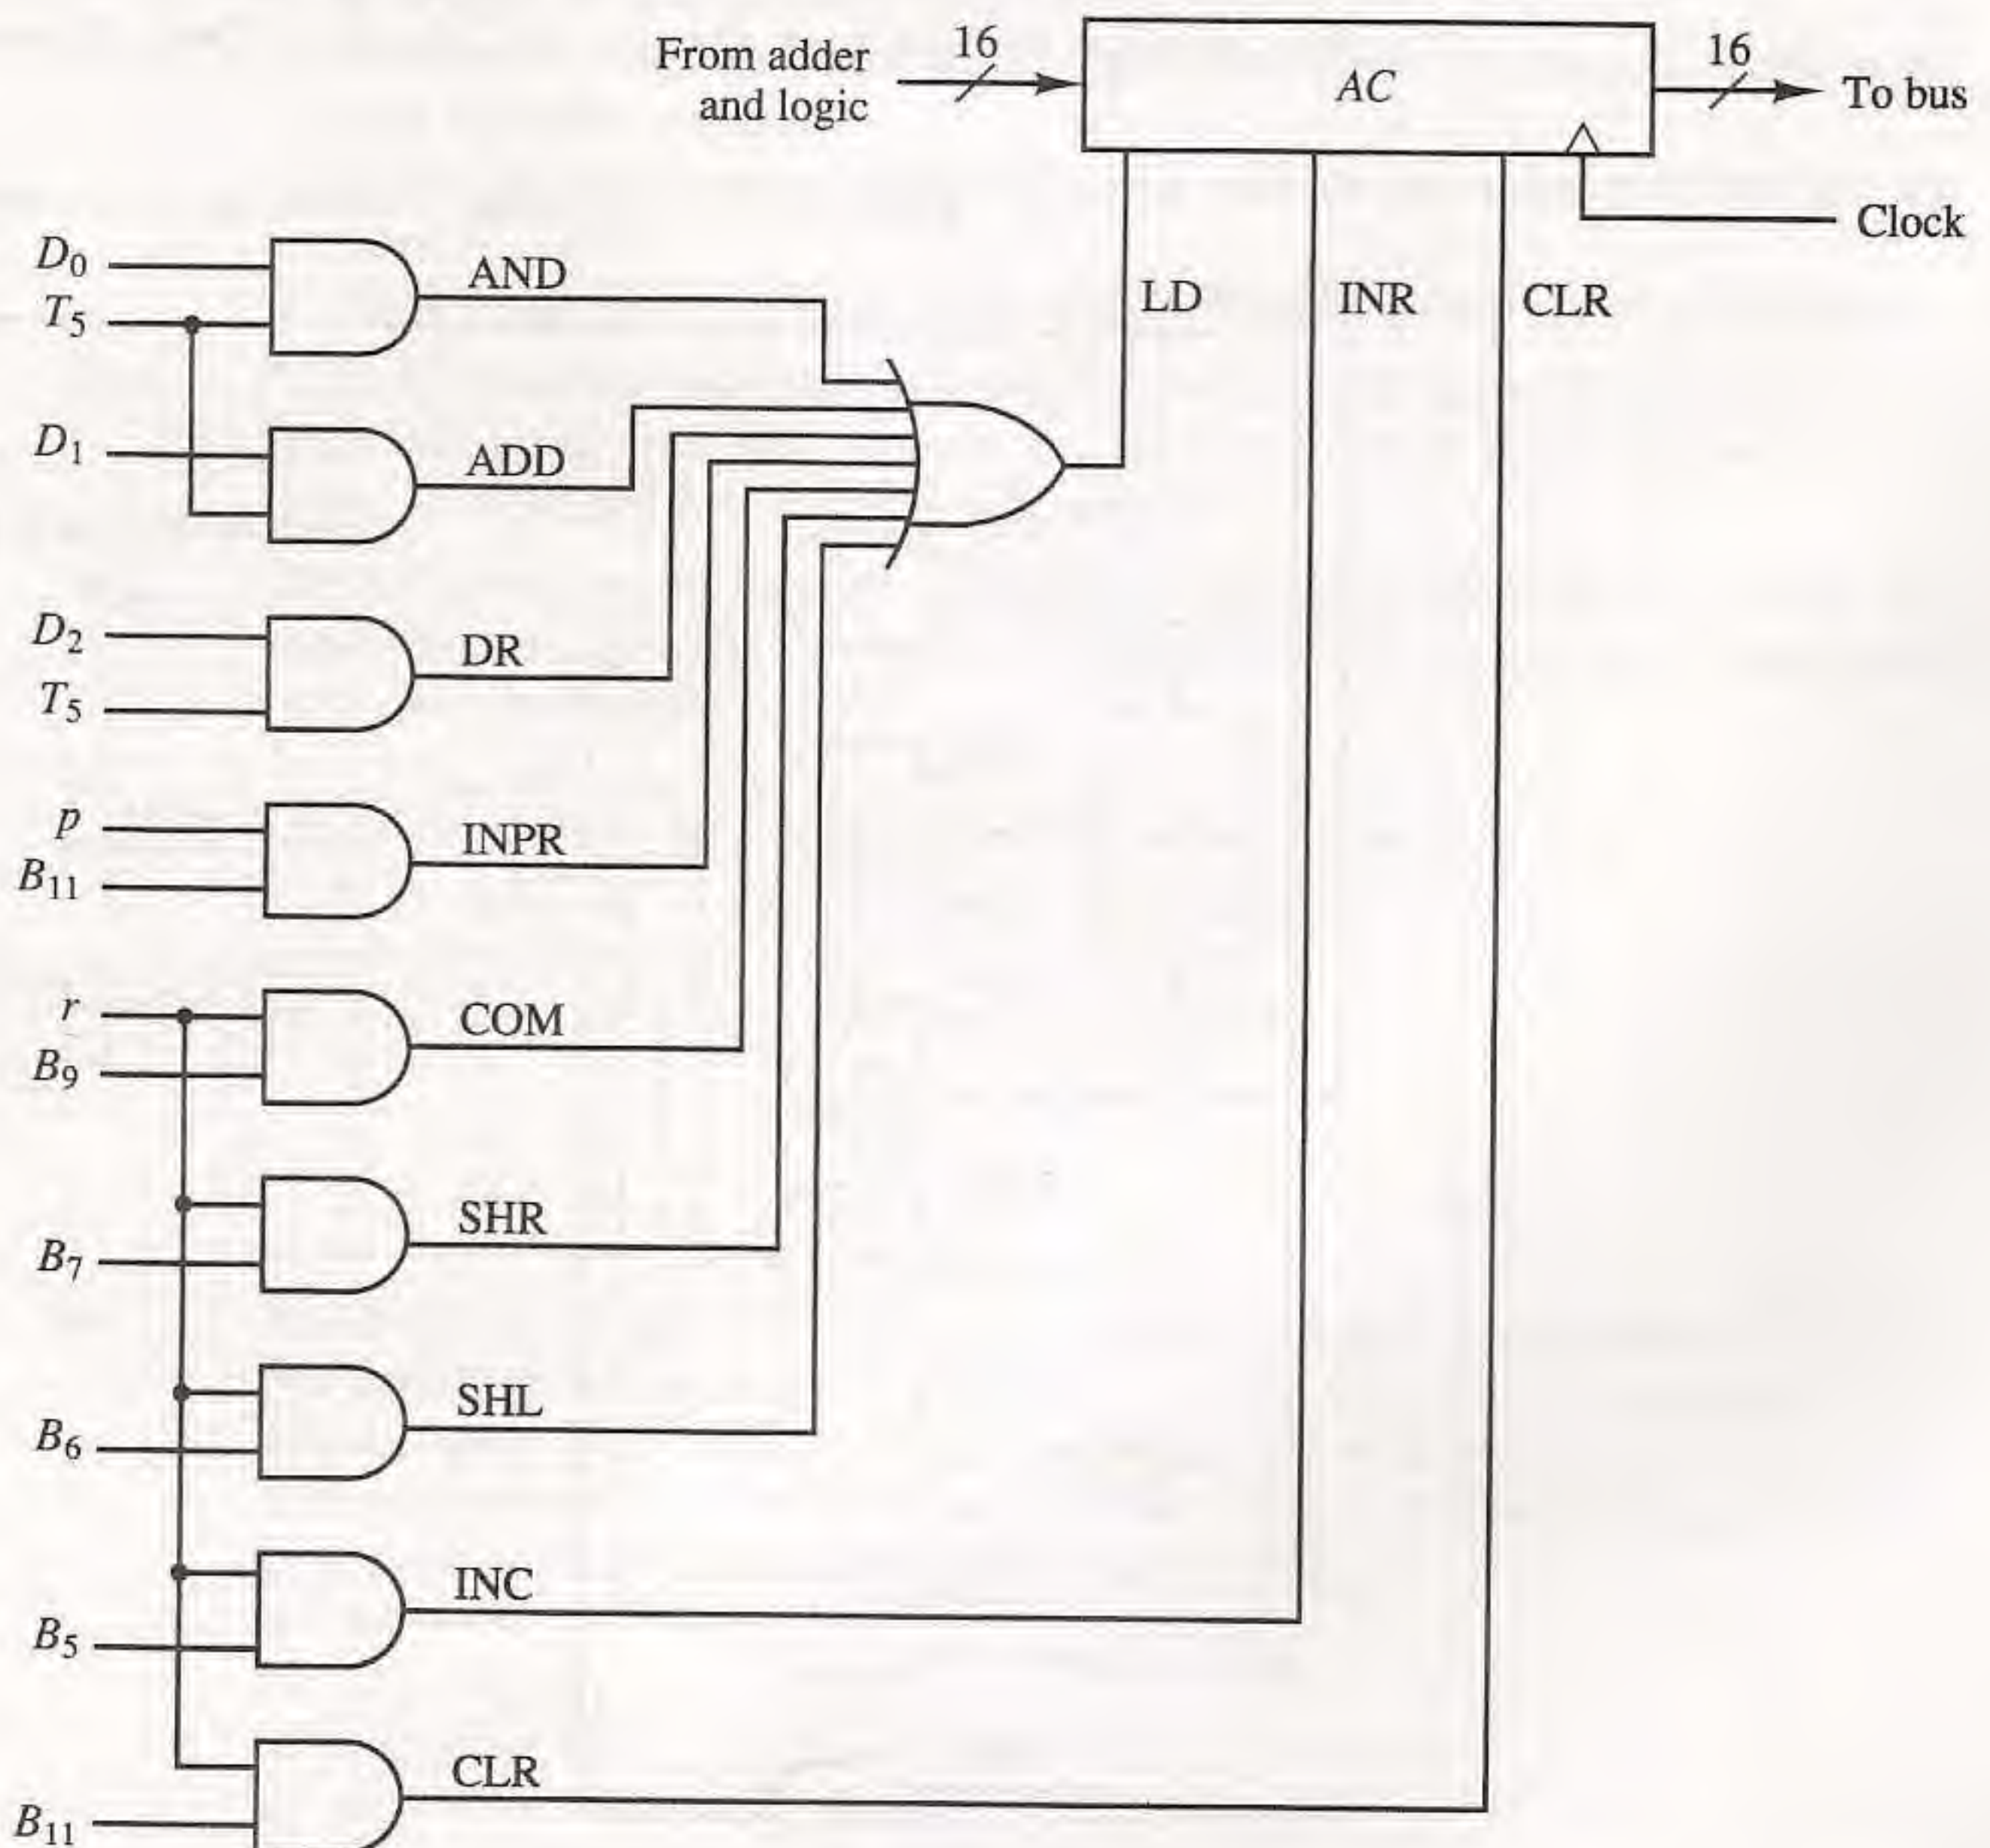 From adder
and logic
16
AC
16
To bus
Clock
LD
INR
CLR
D0
T5
AND
D1
ADD
D2
T5
DR
p
B11
INPR
r
B9
COM
B7
SHR
B6
SHL
B5
INC
B11
CLR